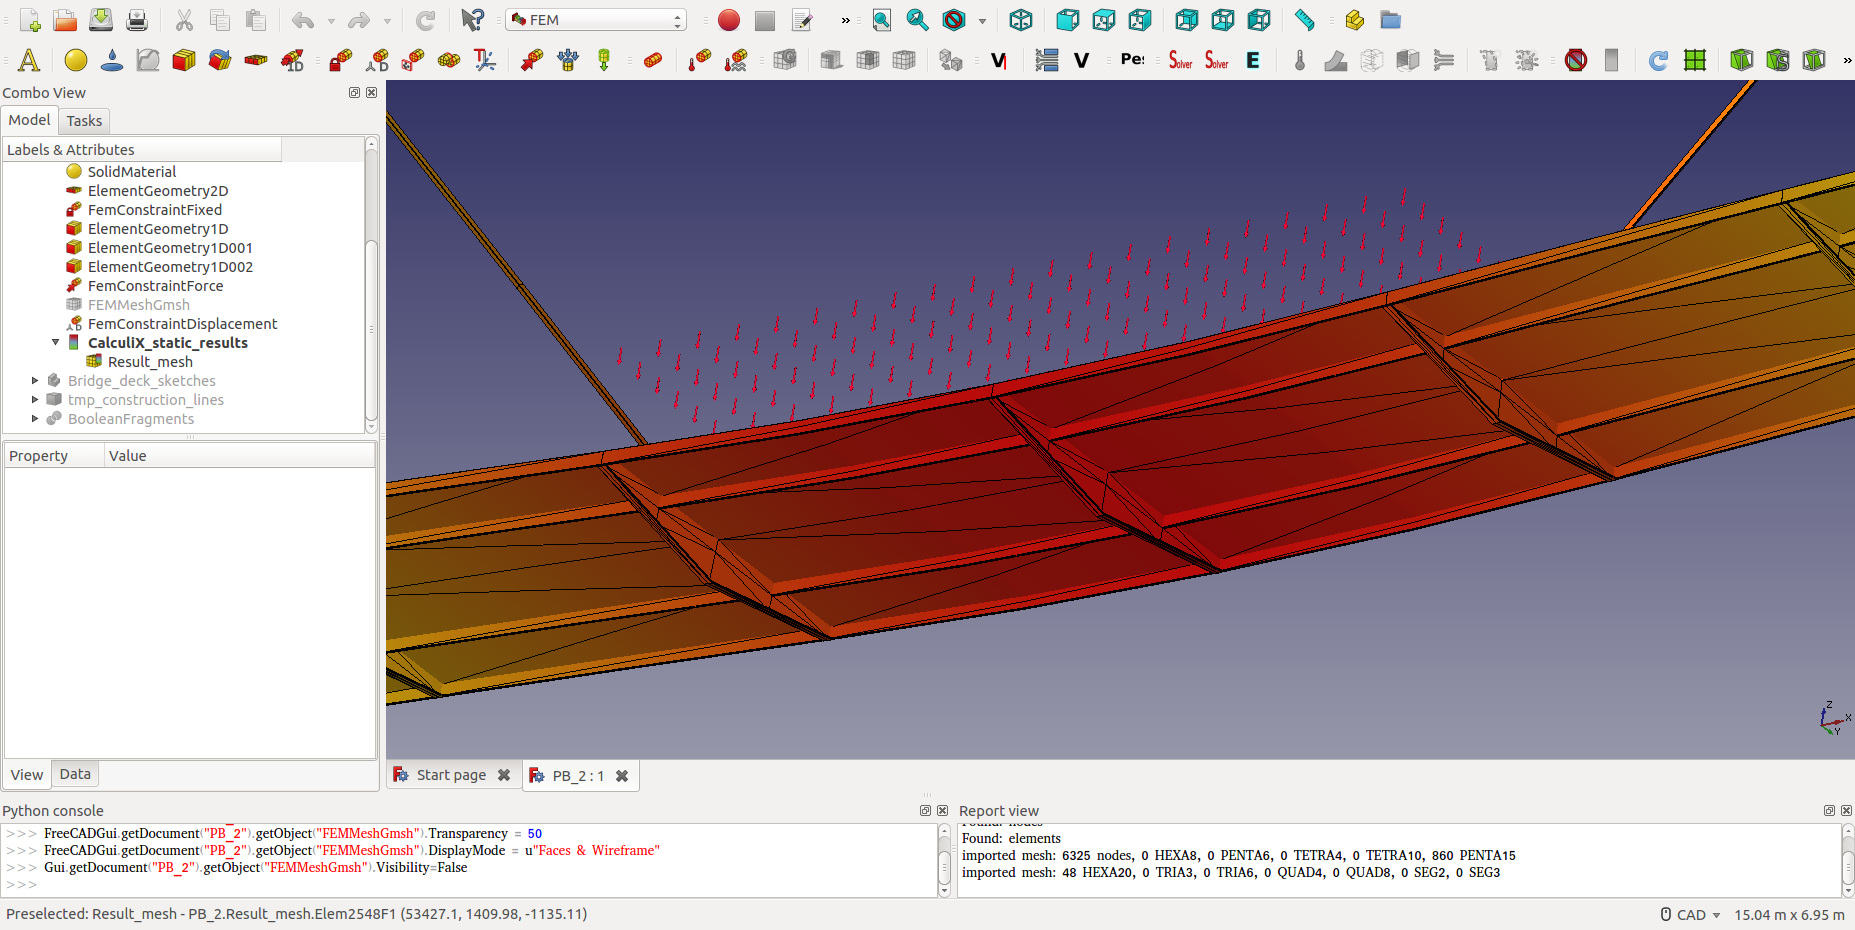 FEM
»
A
V
V
Pe:
Solver
Solver
E
»
Combo View
Model
Tasks
Labels & Attributes
SolidMaterial
ElementGeometry2D
FemConstraintFixed
ElementGeometry1D
ElementGeometry1D001
ElementGeometry1D002
FemConstraintForce
FEMMeshGmsh
FemConstraintDisplacement
CalculiX_static_results
Result_mesh
Bridge_deck_sketches
tmp_construction_lines
BooleanFragments
Property Value
View
Data
Z
X
Y
Start page
PB_2 : 1
Python console
>>> FreeCADGui.getDocument("PB_2").getObject("FEMMeshGmsh").Transparency = 50
>>> FreeCADGui.getDocument("PB_2").getObject("FEMMeshGmsh").DisplayMode = u"Faces & Wireframe"
>>> Gui.getDocument("PB_2").getObject("FEMMeshGmsh").Visibility=False
>>>
Report view
Found: nodes
Found: elements
imported mesh: 6325 nodes, 0 HEXA8, 0 PENTA6, 0 TETRA4, 0 TETRA10, 860 PENTA15
imported mesh: 48 HEXA20, 0 TRIA3, 0 TRIA6, 0 QUAD4, 0 QUAD8, 0 SEG2, 0 SEG3
Preselected: Result_mesh - PB_2.Result_mesh.Elem2548F1 (53427.1, 1409.98, -1135.11)
CAD
15.04 m x 6.95 m